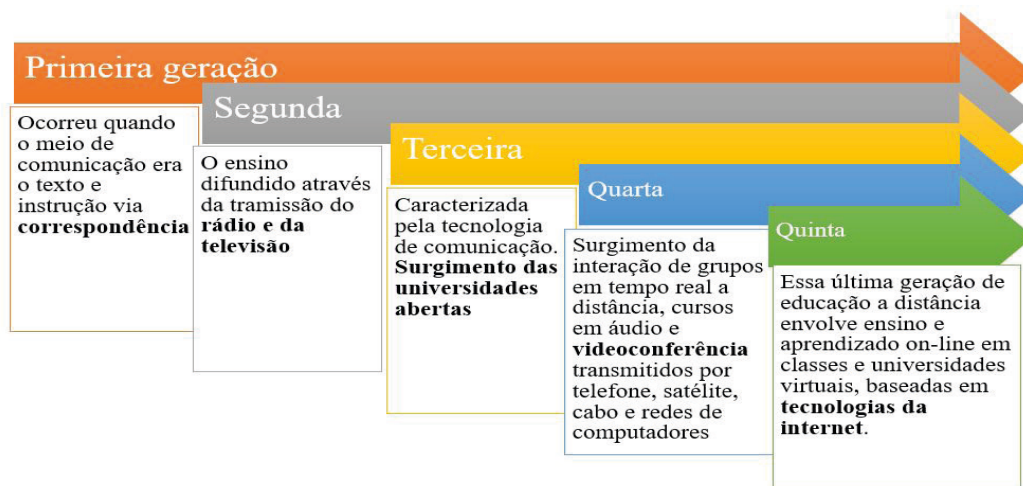 Primeira geração
Ocorreu quando
o meio de
comunicação era
o texto e
instrução via
correspondência
Segunda
O ensino
difundido através
da tramissão do
rádio e da
televisão
Terceira
Caracterizada
pela tecnologia
de comunicação.
Surgimento das
universidades
abertas
Quarta
Surgimento da
interação de grupos
em tempo real a
distância, cursos
em áudio e
videoconferência
transmitidos por
telefone, satélite,
cabo e redes de
computadores
Quinta
Essa última geração de
educação a distância
envolve ensino e
aprendizado on-line em
classes e universidades
virtuais, baseadas em
tecnologias da
internet.